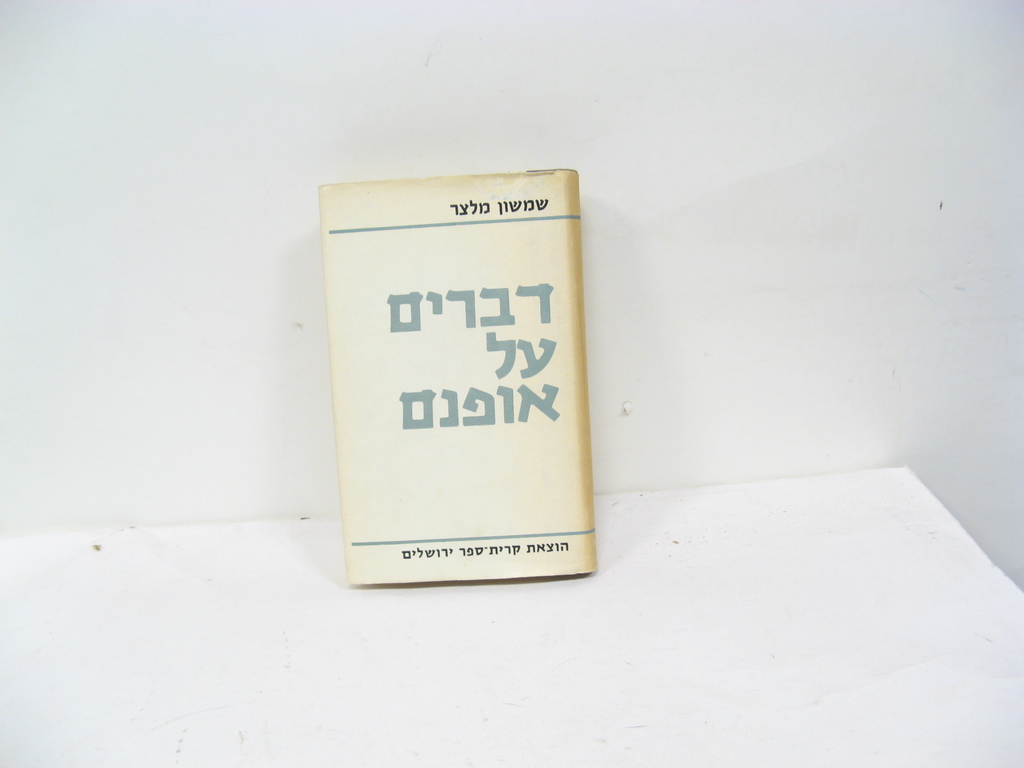 שמשון מלצר
דברים
על
אופנם
הוצאת קרית־ספר ירושלים